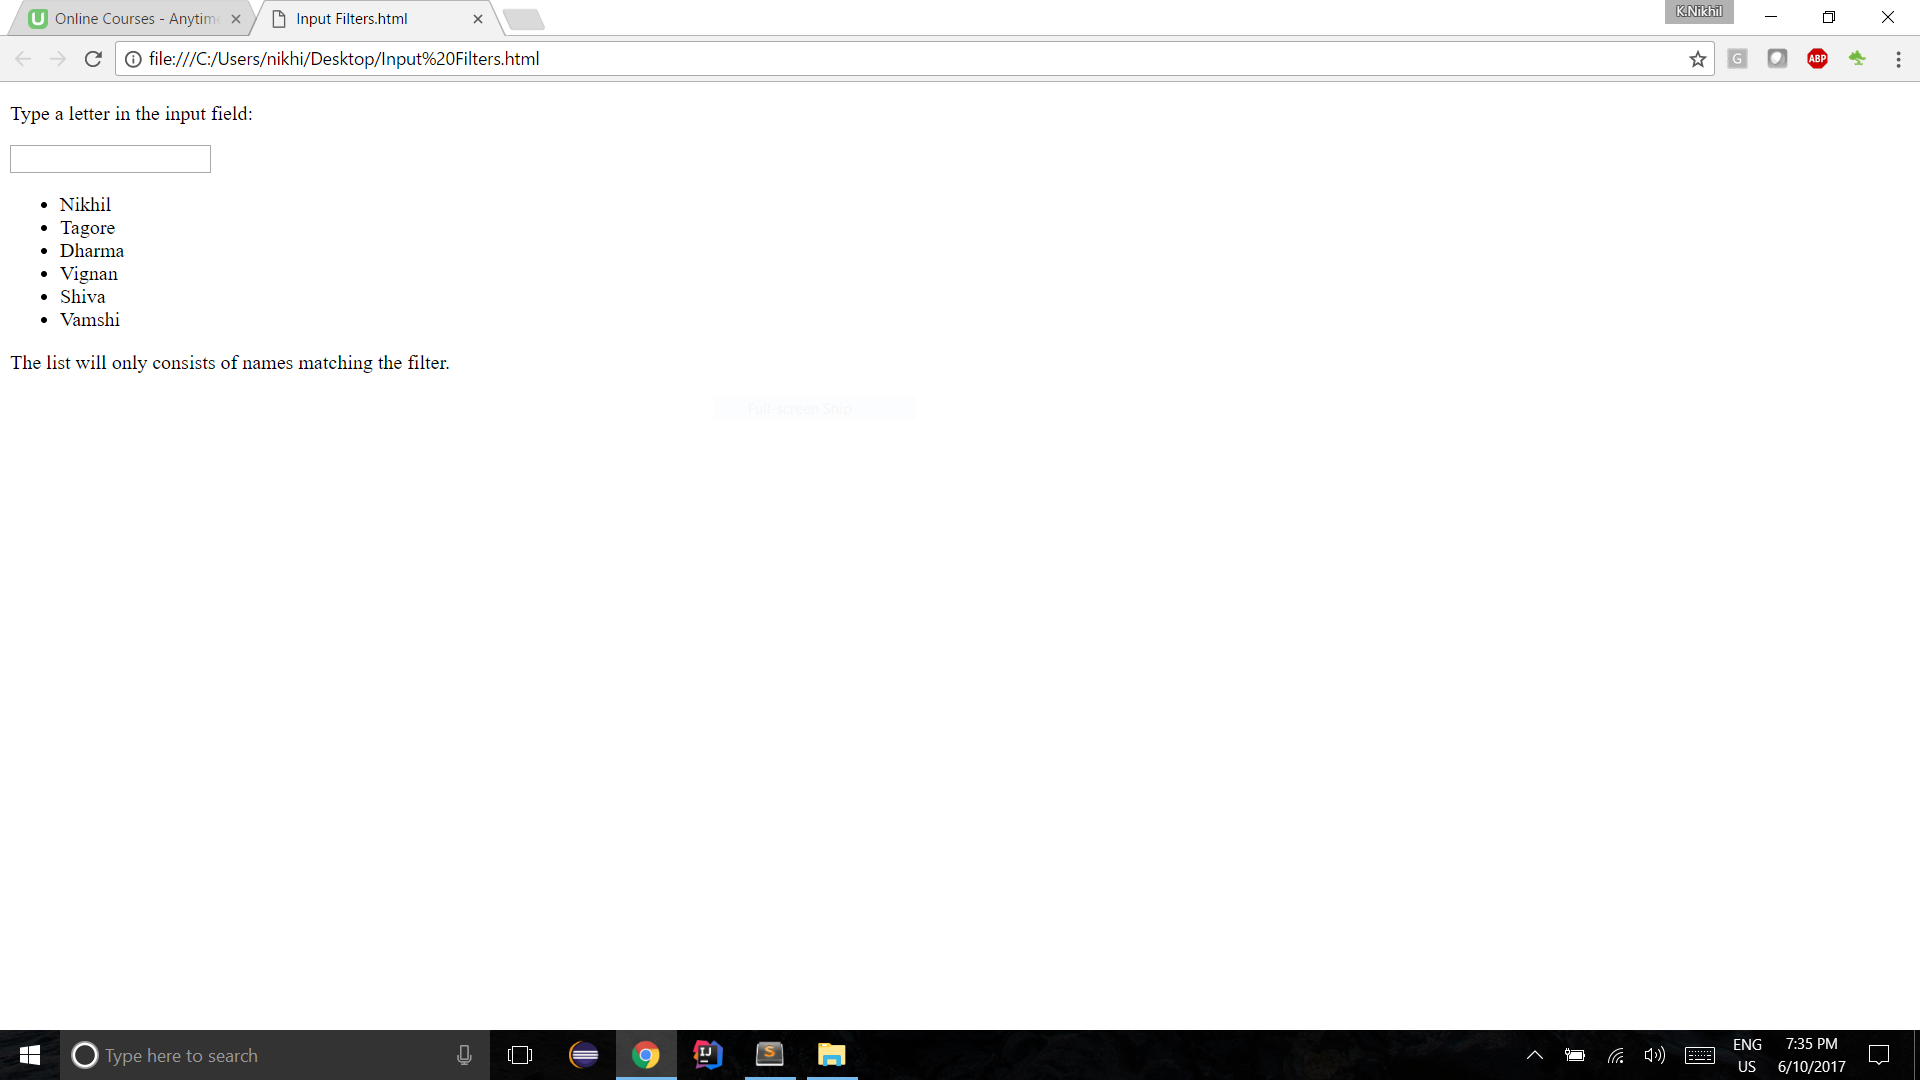 Online Courses - Anytim
Input Filters.html
K.Nikhil
file:///C:/Users/nikhi/Desktop/Input%20Filters.html
G
ABP
Type a letter in the input field:
Nikhil
Tagore
Dharma
Vignan
Shiva
Vamshi
The list will only consists of names matching the filter.
Full-screen Snip
Type here to search
IJ
S
ENG
US
7:35 PM
6/10/2017